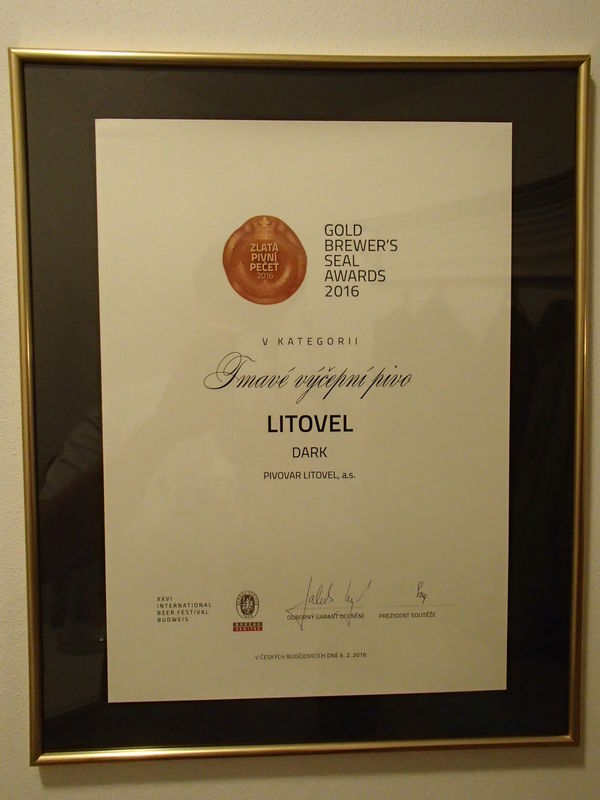 ZLATÁ
PIVNÍ
PEČEŤ
2016
GOLD
BREWER'S
SEAL
AWARDS
2016
V KATEGORII
Tmavé výčepní pivo
LITOVEL
DARK
PIVOVAR LITOVEL, a.s.
XXVI
INTERNATIONAL
BEER FESTIVAL
BUDWEIS
BUREAU
VERITAS
ODBORNÝ GARANT OCENĚNÍ
PREZIDENT SOUTĚŽE
V ČESKÝCH BUDĚJOVICÍCH DNE 6. 2. 2016